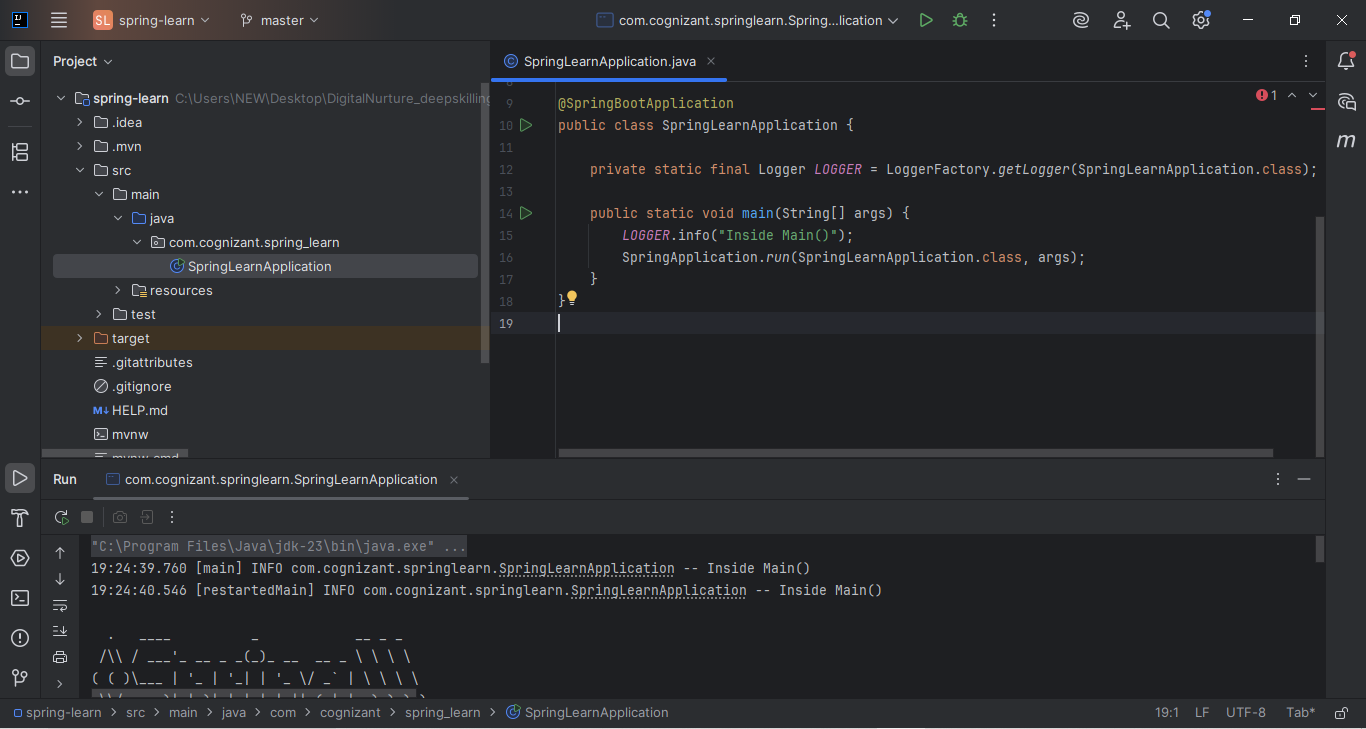 SL spring-learn master com.cognizant.springlearn.Spring...lication
Project
SpringLearnApplication.java
spring-learn C:\Users\NEW\Desktop\DigitalNurture_deepskilling
.idea
.mvn
src
main
java
com.cognizant.spring_learn
SpringLearnApplication
resources
test
target
.gitattributes
.gitignore
M↓ HELP.md
mvnw
mvnw.cmd
1
9 @SpringBootApplication
10 public class SpringLearnApplication {
11
12 private static final Logger LOGGER = LoggerFactory.getLogger(SpringLearnApplication.class);
13
14 public static void main(String[] args) {
15 LOGGER.info("Inside Main()");
16 SpringApplication.run(SpringLearnApplication.class, args);
17 }
18 }
19
m
Run com.cognizant.springlearn.SpringLearnApplication
"C:\Program Files\Java\jdk-23\bin\java.exe" ...
19:24:39.760 [main] INFO com.cognizant.springlearn.SpringLearnApplication -- Inside Main()
19:24:40.546 [restartedMain] INFO com.cognizant.springlearn.SpringLearnApplication -- Inside Main()
  .   ____          _            __ _ _
 /\\ / ___'_ __ _ _(_)_ __  __ _ \ \ \ \
( ( )\___ | '_ | '_| | '_ \/ _` | \ \ \ \
spring-learn > src > main > java > com > cognizant > spring_learn > SpringLearnApplication
19:1 LF UTF-8 Tab*